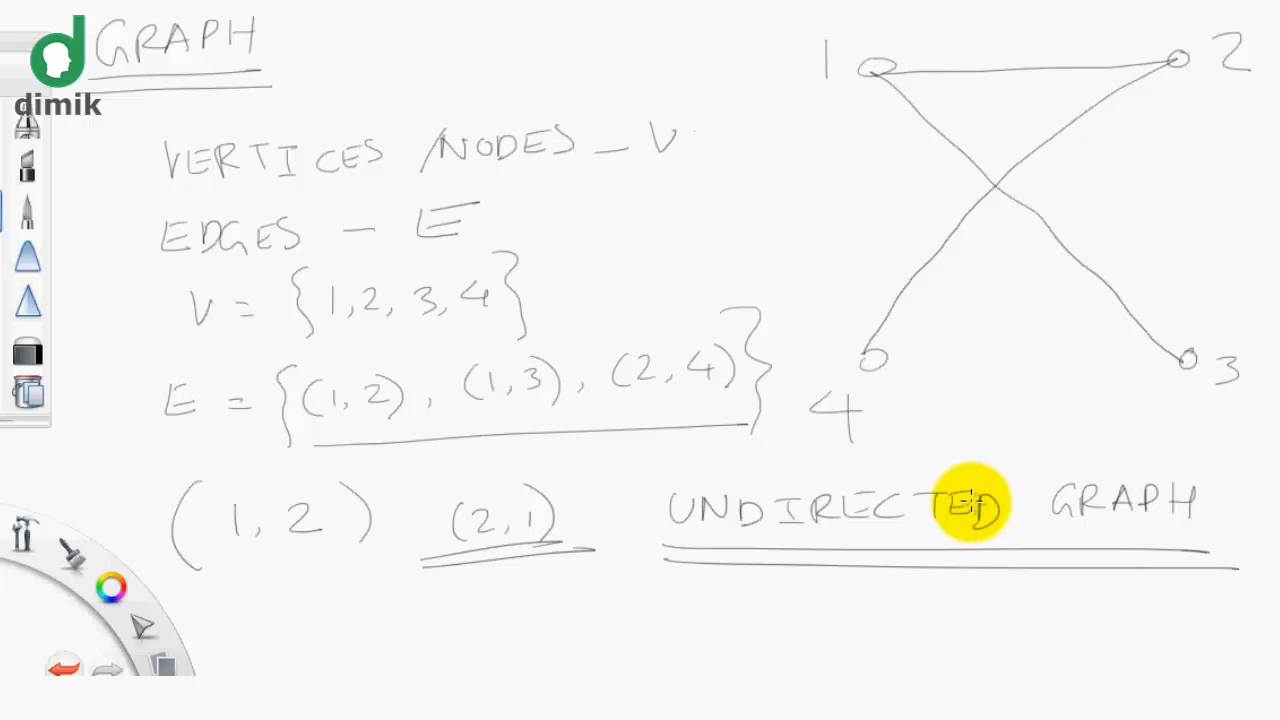 dimik
GRAPH
VERTICES /NODES - V
EDGES - E
V = {1,2, 3,4}
E = {(1,2), (1,3), (2,4)}
(1,2) (2,1) UNDIRECTED GRAPH
1
2
3
4